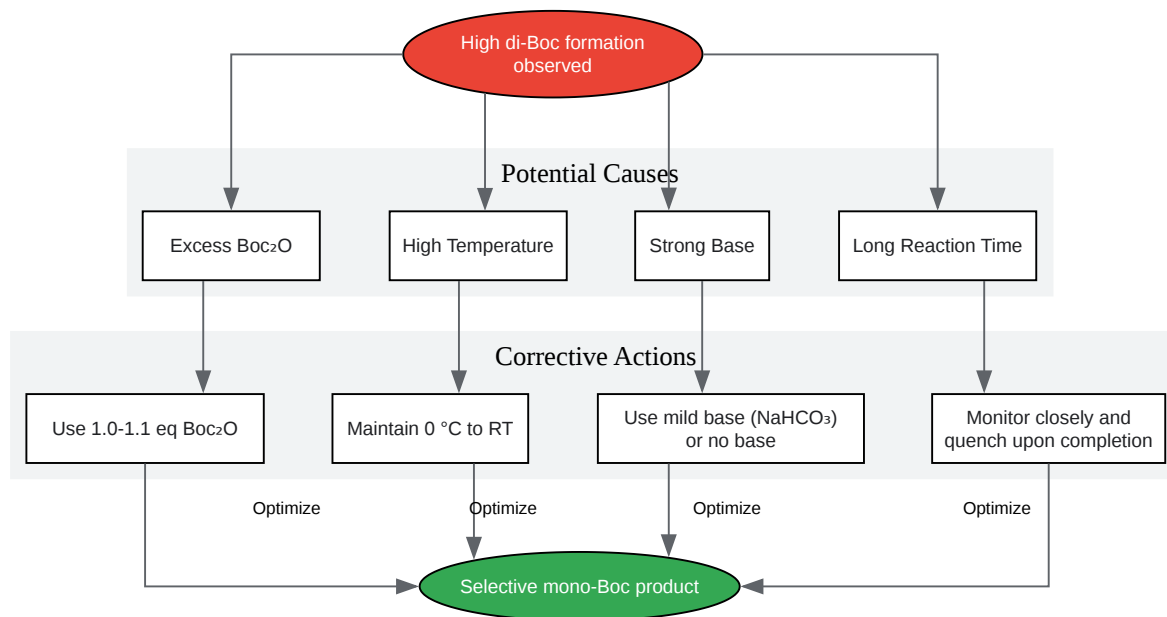 High di-Boc formation
observed
Potential Causes
Excess Boc₂O
High Temperature
Strong Base
Long Reaction Time
Corrective Actions
Use 1.0-1.1 eq Boc₂O
Maintain 0 °C to RT
Use mild base (NaHCO₃)
or no base
Monitor closely and
quench upon completion
Optimize
Optimize
Optimize
Optimize
Selective mono-Boc product